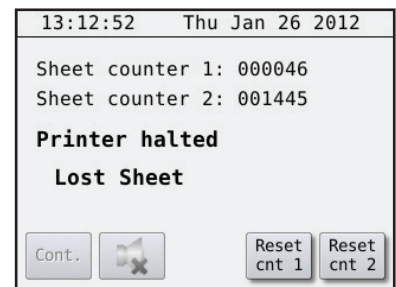 13:12:52 Thu Jan 26 2012
Sheet counter 1: 000046
Sheet counter 2: 001445
Printer halted
Lost Sheet
Cont.
Reset cnt 1
Reset cnt 2